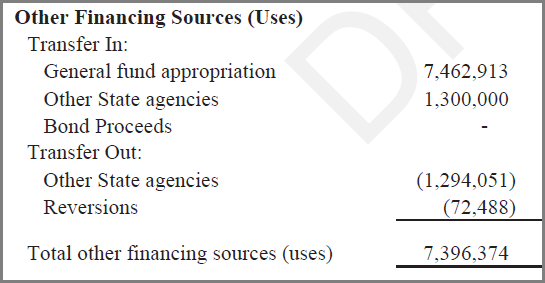 Other Financing Sources (Uses)
Transfer In:
General fund appropriation 7,462,913
Other State agencies 1,300,000
Bond Proceeds -
Transfer Out:
Other State agencies (1,294,051)
Reversions (72,488)
Total other financing sources (uses) 7,396,374